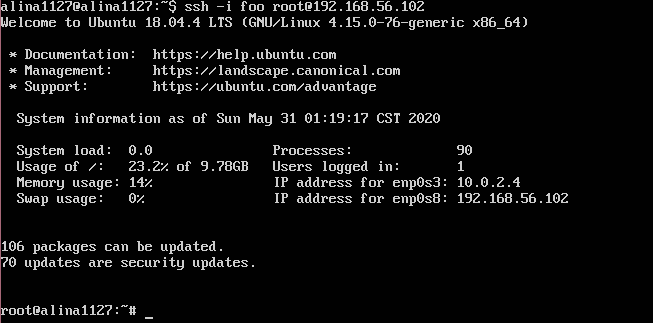 alina1127@alina1127:~$ ssh -i foo root@192.168.56.102
Welcome to Ubuntu 18.04.4 LTS (GNU/Linux 4.15.0-76-generic x86_64)
* Documentation:  https://help.ubuntu.com
* Management:     https://landscape.canonical.com
* Support:        https://ubuntu.com/advantage
System information as of Sun May 31 01:19:17 CST 2020
System load:  0.0               Processes:             90
Usage of /:   23.2% of 9.78GB   Users logged in:       1
Memory usage: 14%               IP address for enp0s3: 10.0.2.4
Swap usage:   0%                IP address for enp0s8: 192.168.56.102
106 packages can be updated.
70 updates are security updates.
root@alina1127:~# _